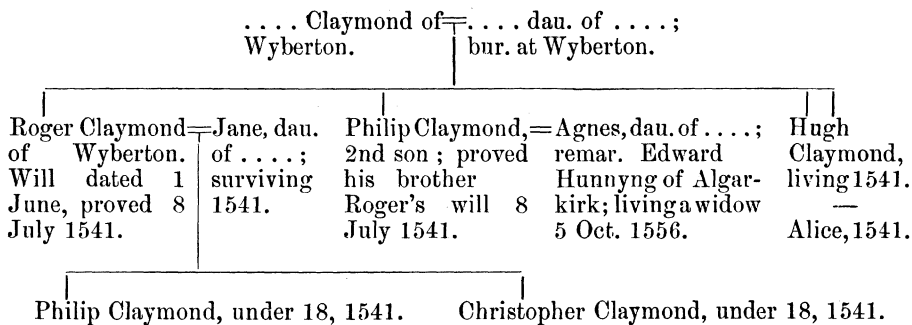 . . . . Claymond of = . . . . dau. of . . . . ;
Wyberton. bur. at Wyberton.
Roger Claymond = Jane, dau.
of Wyberton. of . . . . ;
Will dated 1 surviving
June, proved 8 1541.
July 1541.
Philip Claymond, = Agnes, dau. of . . . . ;
2nd son ; proved remar. Edward
his brother Hunnyng of Algar-
Roger's will 8 kirk; living a widow
July 1541. 5 Oct. 1556.
Hugh
Claymond,
living 1541.
—
Alice, 1541.
Philip Claymond, under 18, 1541. Christopher Claymond, under 18, 1541.